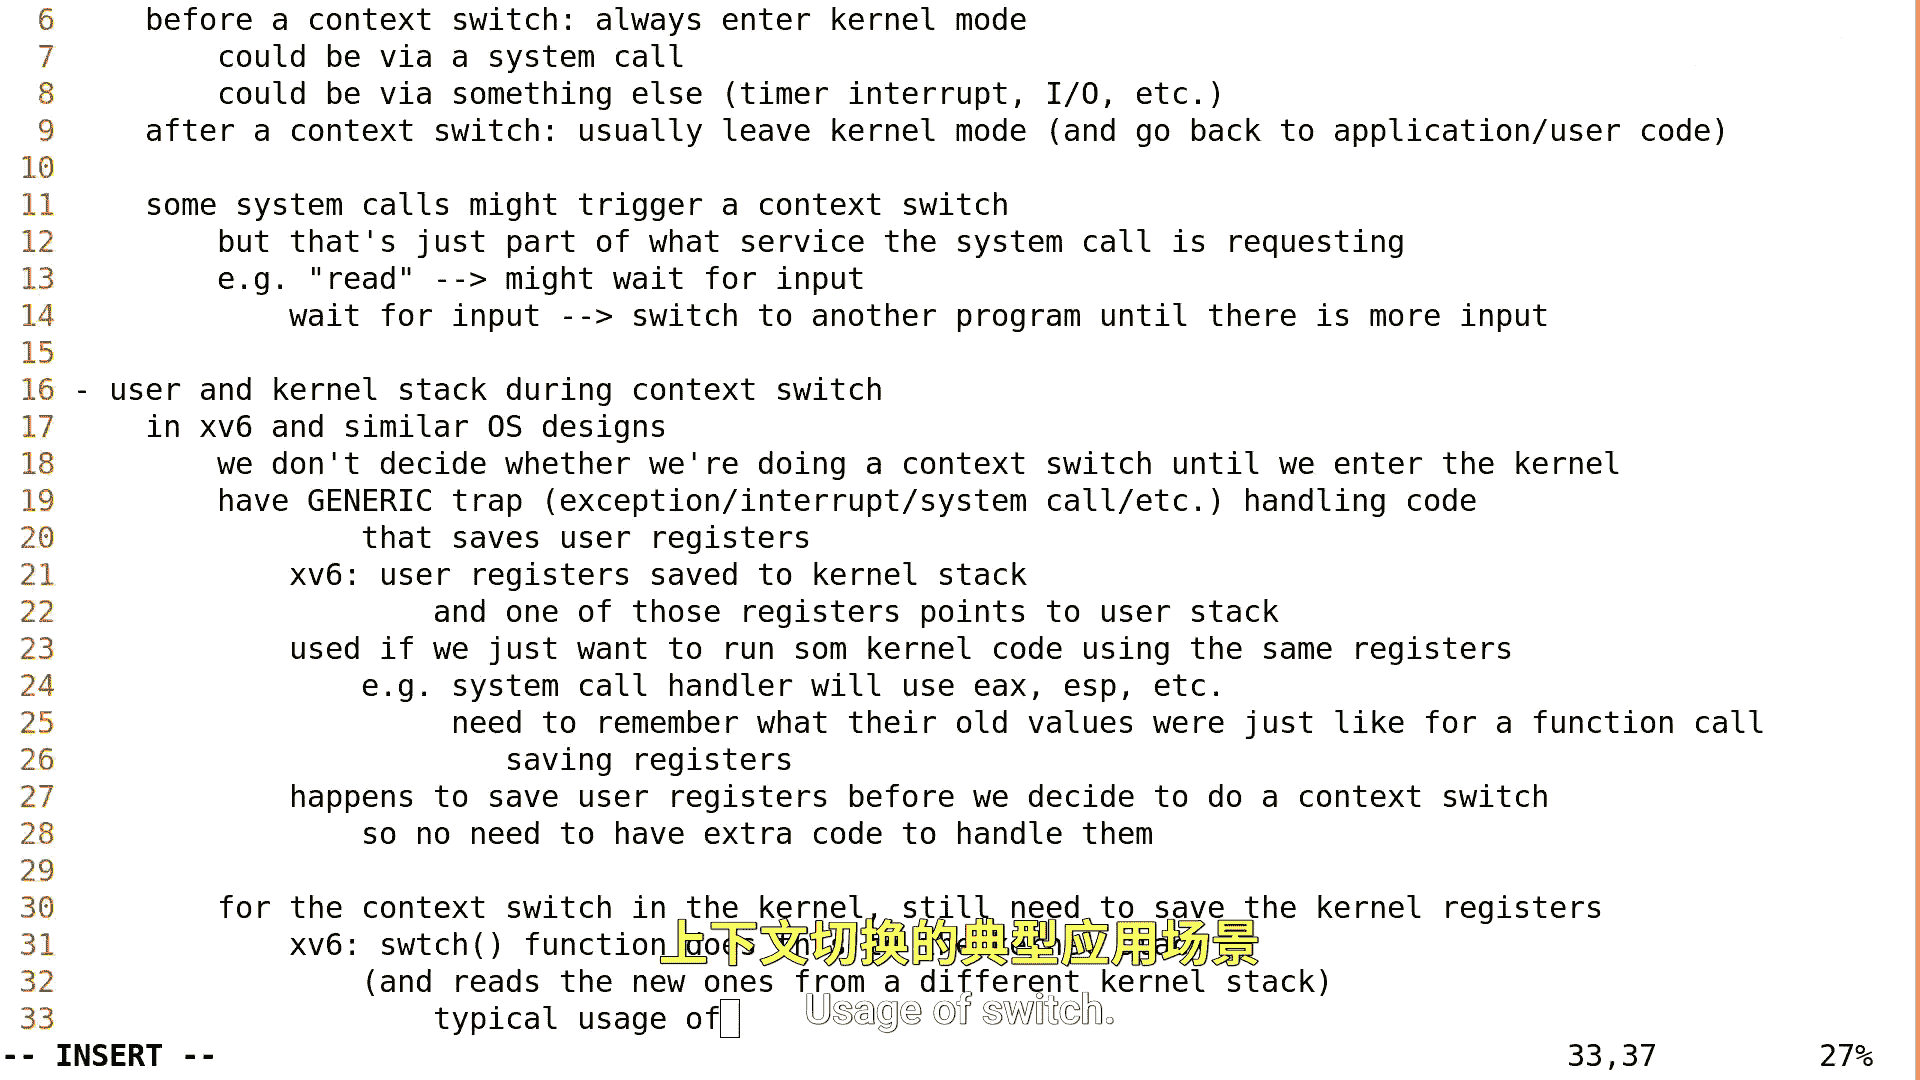 6 before a context switch: always enter kernel mode
7 could be via a system call
8 could be via something else (timer interrupt, I/O, etc.)
9 after a context switch: usually leave kernel mode (and go back to application/user code)
10
11 some system calls might trigger a context switch
12 but that's just part of what service the system call is requesting
13 e.g. "read" --> might wait for input
14 wait for input --> switch to another program until there is more input
15
16 - user and kernel stack during context switch
17 in xv6 and similar OS designs
18 we don't decide whether we're doing a context switch until we enter the kernel
19 have GENERIC trap (exception/interrupt/system call/etc.) handling code
20 that saves user registers
21 xv6: user registers saved to kernel stack
22 and one of those registers points to user stack
23 used if we just want to run som kernel code using the same registers
24 e.g. system call handler will use eax, esp, etc.
25 need to remember what their old values were just like for a function call
26 saving registers
27 happens to save user registers before we decide to do a context switch
28 so no need to have extra code to handle them
29
30 for the context switch in the kernel, still need to save the kernel registers
31 xv6: swtch() function does
上下文切换的典型应用场景
32 (and reads the new ones from a different kernel stack)
33 typical usage of
Usage of switch.
-- INSERT -- 33,37 27%